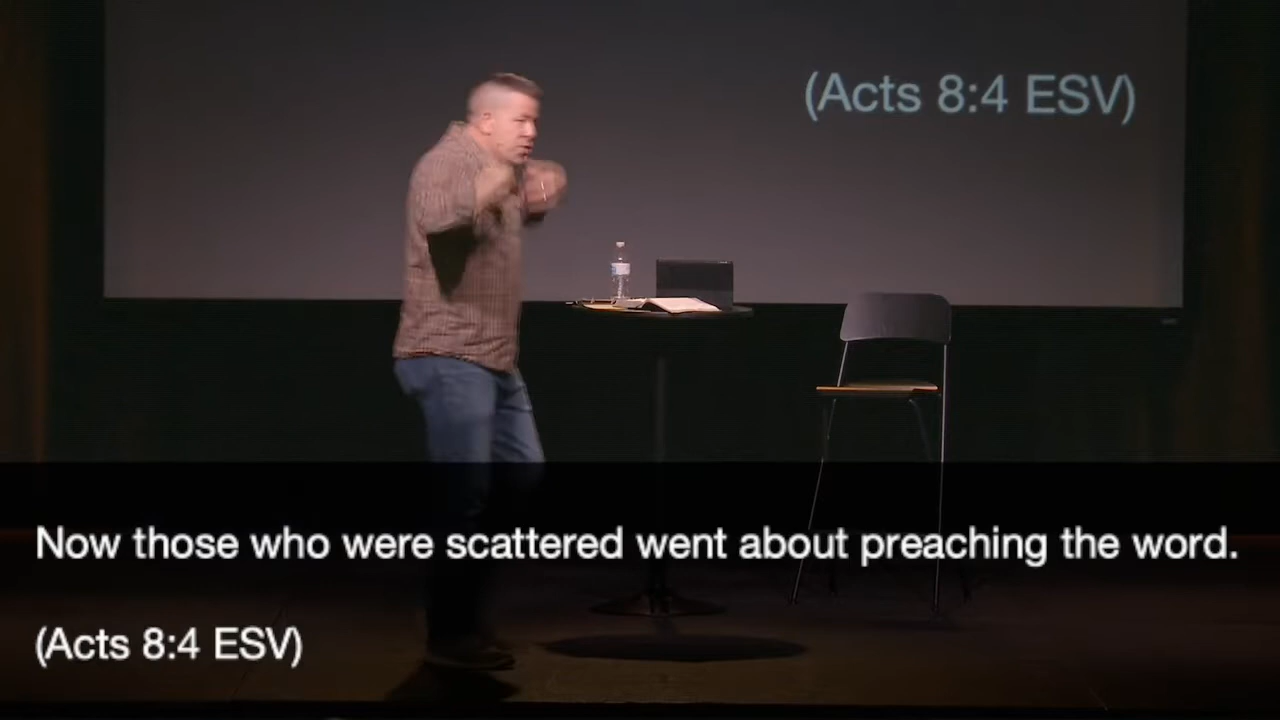 (Acts 8:4 ESV)
Now those who were scattered went about preaching the word.
(Acts 8:4 ESV)